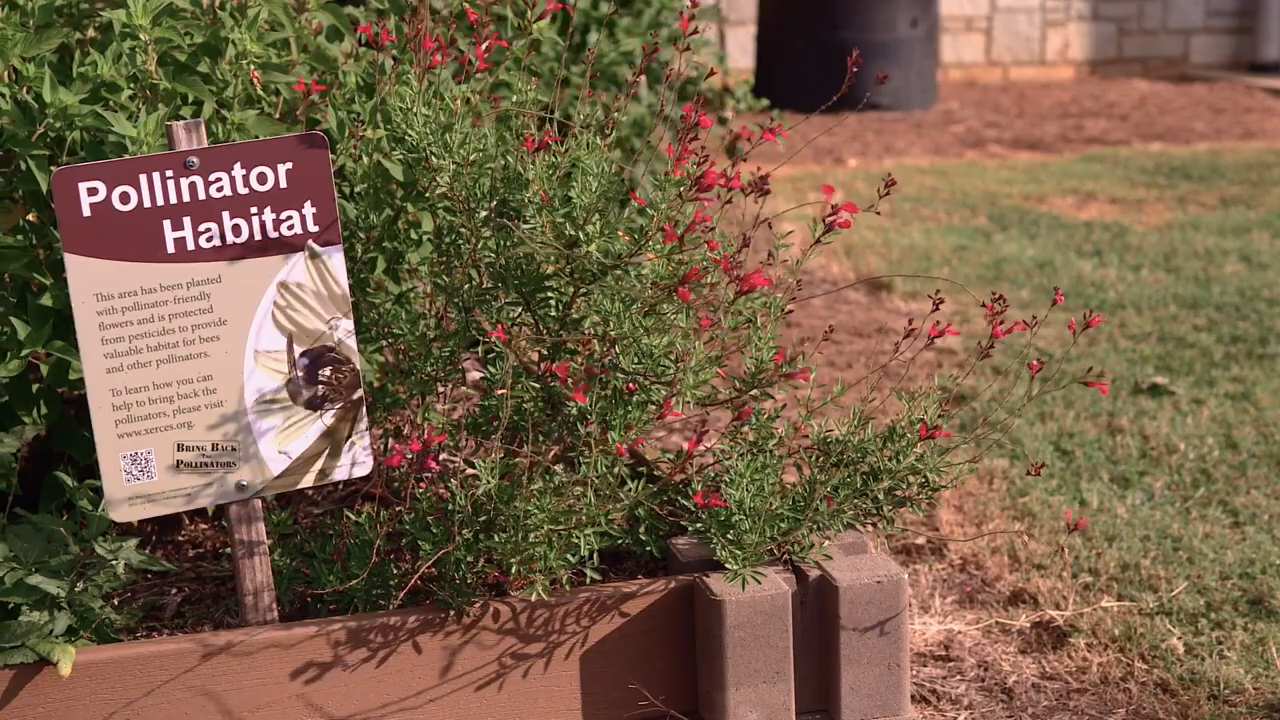 Pollinator
Habitat
This area has been planted
with pollinator-friendly
flowers and is protected
from pesticides to provide
valuable habitat for bees
and other pollinators.
To learn how you can
help to bring back the
pollinators, please visit
www.xerces.org.
BRING BACK
THE
POLLINATORS